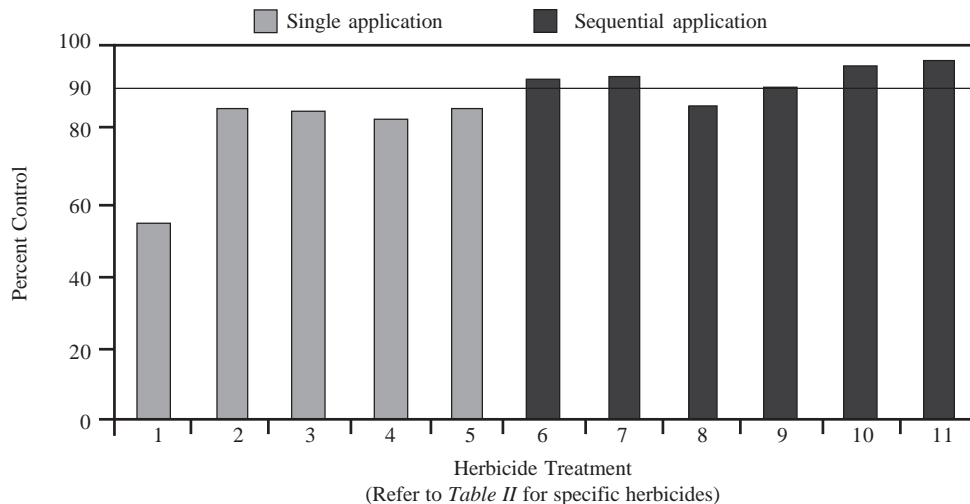 Single application Sequential application
100
90
80
60
40
20
0
Percent Control
1 2 3 4 5 6 7 8 9 10 11
Herbicide Treatment
(Refer to Table II for specific herbicides)